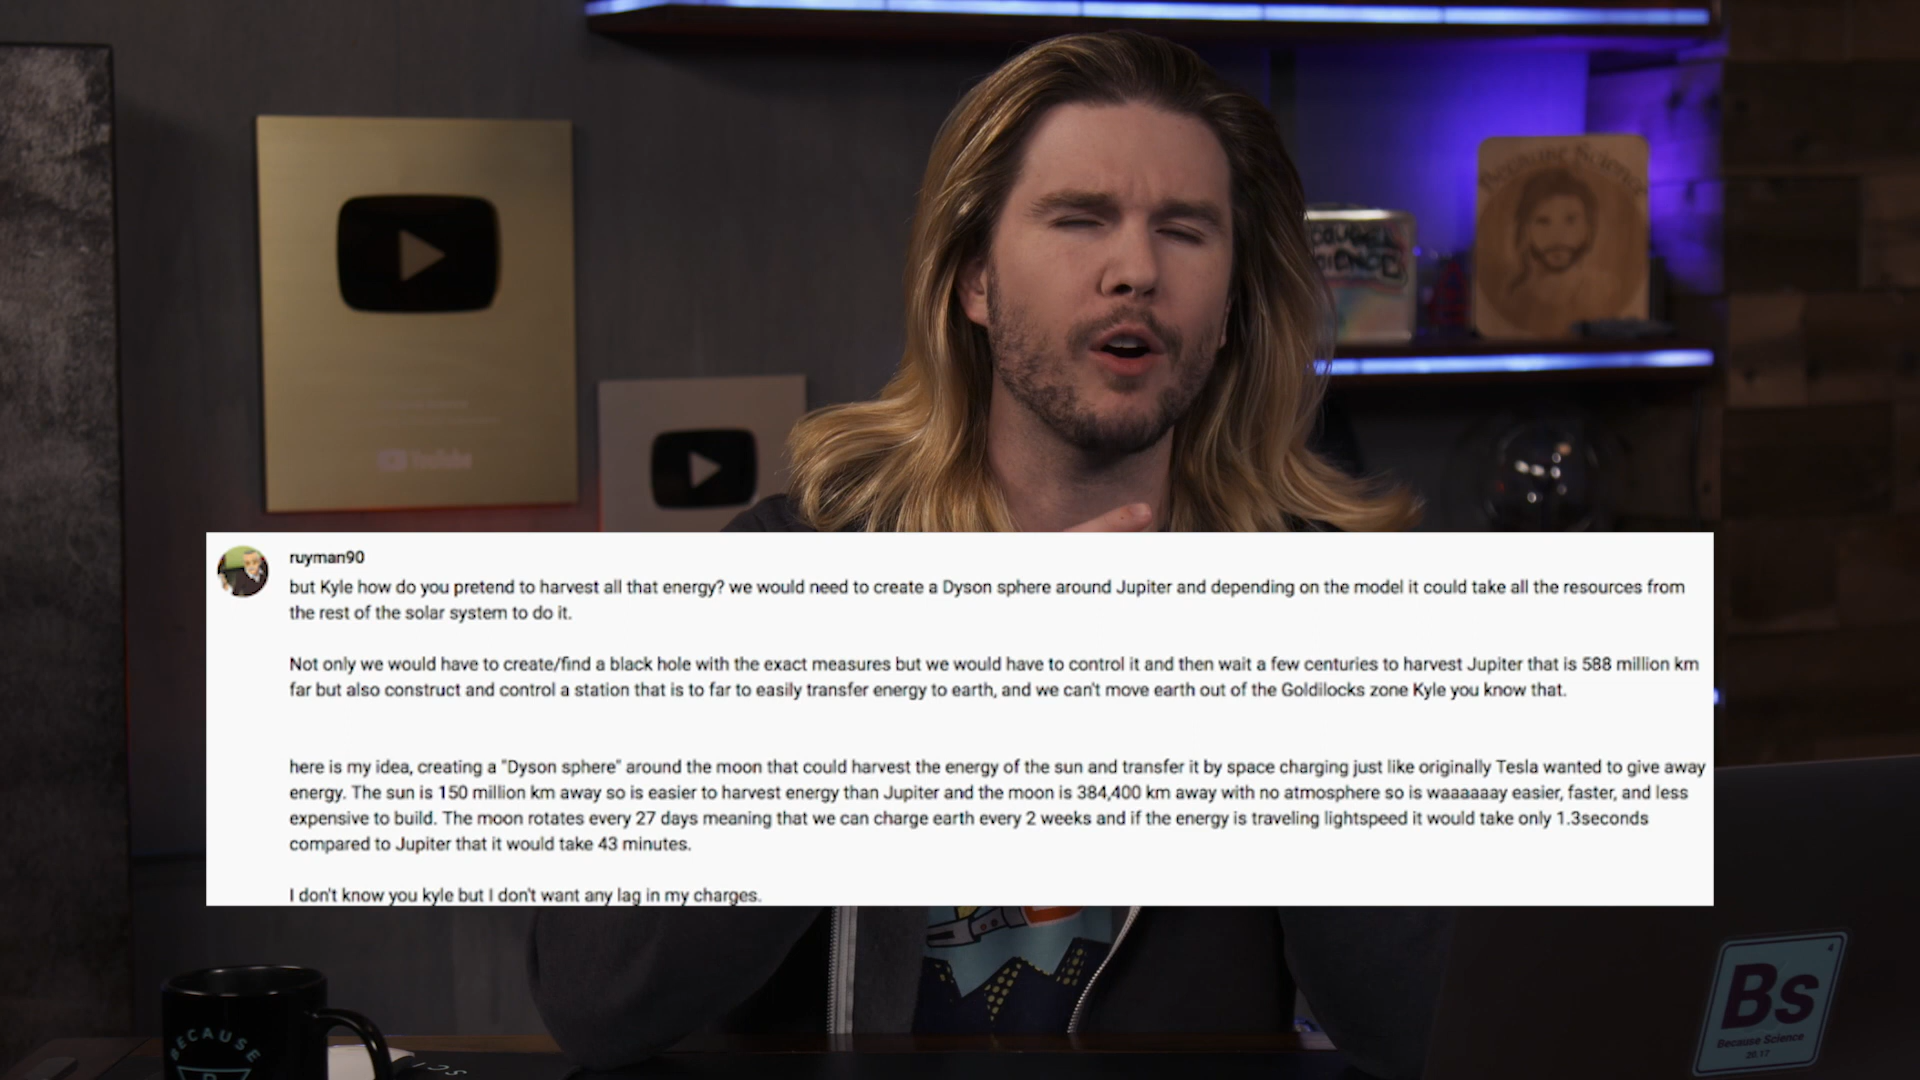 Because Science
YouTube
ruyman90
but Kyle how do you pretend to harvest all that energy? we would need to create a Dyson sphere around Jupiter and depending on the model it could take all the resources from
the rest of the solar system to do it.
Not only we would have to create/find a black hole with the exact measures but we would have to control it and then wait a few centuries to harvest Jupiter that is 588 million km
far but also construct and control a station that is to far to easily transfer energy to earth, and we can't move earth out of the Goldilocks zone Kyle you know that.
here is my idea, creating a "Dyson sphere" around the moon that could harvest the energy of the sun and transfer it by space charging just like originally Tesla wanted to give away
energy. The sun is 150 million km away so is easier to harvest energy than Jupiter and the moon is 384,400 km away with no atmosphere so is waaaaaay easier, faster, and less
expensive to build. The moon rotates every 27 days meaning that we can charge earth every 2 weeks and if the energy is traveling lightspeed it would take only 1.3seconds
compared to Jupiter that it would take 43 minutes.
I don't know you kyle but I don't want any lag in my charges.
4
Bs
Because Science
20.17
BECAUSE